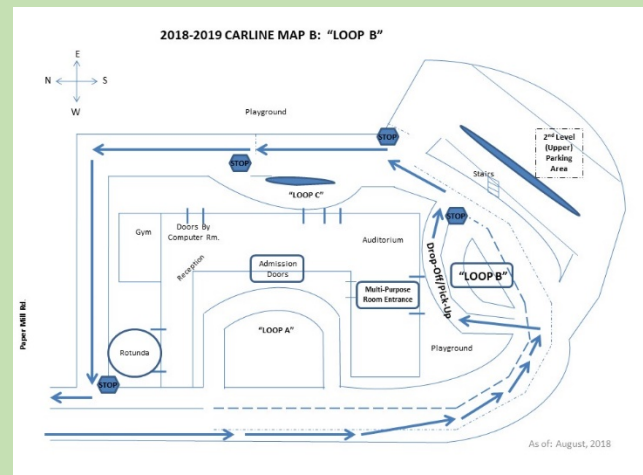 2018-2019 CARLINE MAP B: “LOOP B”
E
N
S
W
Playground
STOP
STOP
2nd Level
(Upper)
Parking
Area
Stairs
“LOOP C”
STOP
Gym
Doors By
Computer Rm.
Reception
Auditorium
Admission
Doors
Drop-Off/Pick-Up
“LOOP B”
Multi-Purpose
Room Entrance
“LOOP A”
Playground
Paper Mill Rd.
Rotunda
STOP
As of: August, 2018